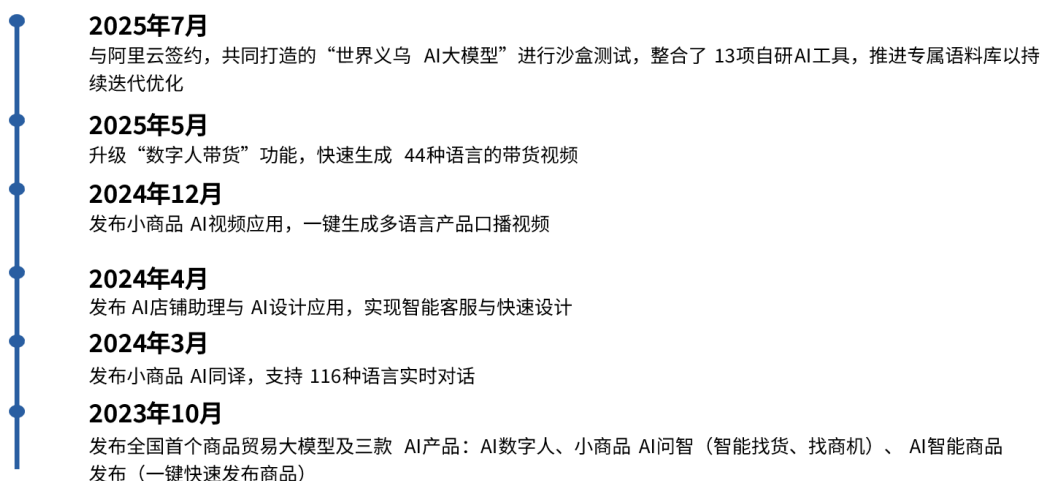 2025年7月
与阿里云签约，共同打造的“世界义乌 AI大模型”进行沙盒测试，整合了 13项自研AI工具，推进专属语料库以持
续迭代优化
2025年5月
升级“数字人带货”功能，快速生成 44种语言的带货视频
2024年12月
发布小商品 AI视频应用，一键生成多语言产品口播视频
2024年4月
发布 AI店铺助理与 AI设计应用，实现智能客服与快速设计
2024年3月
发布小商品 AI同译，支持 116种语言实时对话
2023年10月
发布全国首个商品贸易大模型及三款 AI产品：AI数字人、小商品 AI问智（智能找货、找商机）、 AI智能商品
发布（一键快速发布商品）